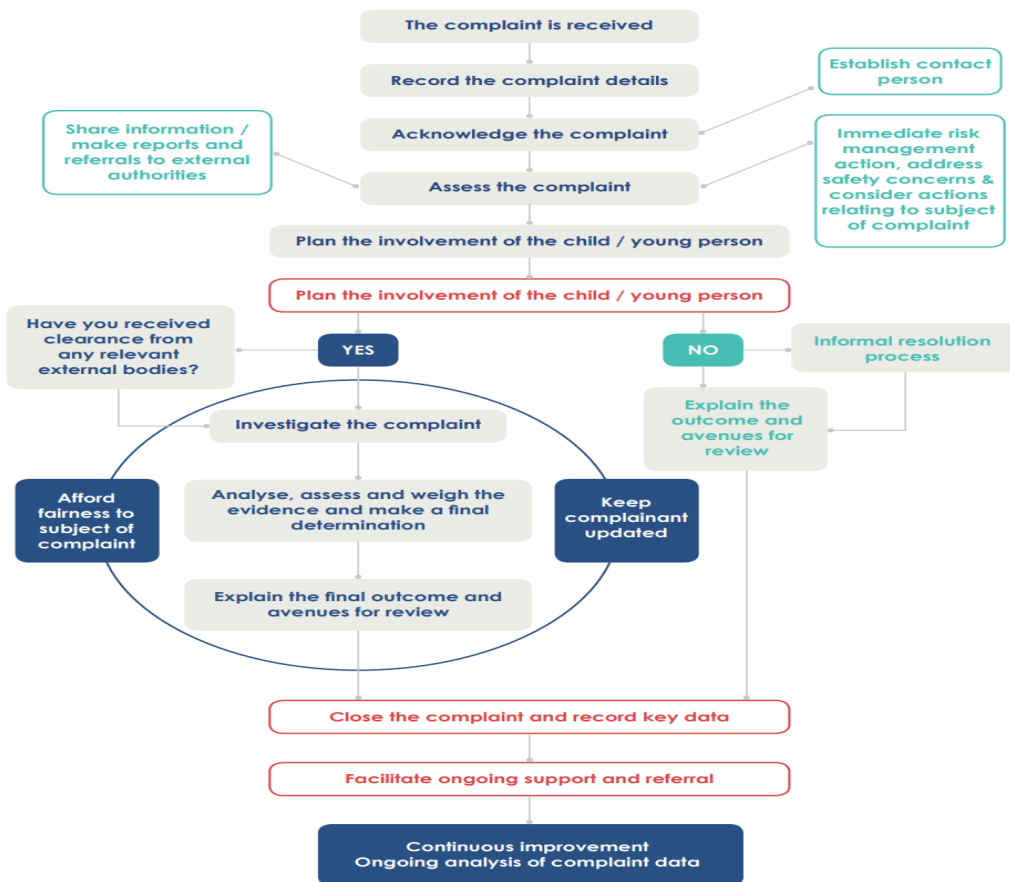 The complaint is received
Record the complaint details
Establish contact
person
Acknowledge the complaint
Share information /
make reports and
referrals to external
authorities
Immediate risk
management
action, address
safety concerns &
consider actions
relating to subject
of complaint
Assess the complaint
Plan the involvement of the child / young person
Plan the involvement of the child / young person
Have you received
clearance from
any relevant
external bodies?
YES
NO
Informal resolution
process
Investigate the complaint
Explain the
outcome and
avenues for
review
Afford
fairness to
subject of
complaint
Analyse, assess and weigh the
evidence and make a final
determination
Keep
complainant
updated
Explain the final outcome and
avenues for review
Close the complaint and record key data
Facilitate ongoing support and referral
Continuous improvement
Ongoing analysis of complaint data